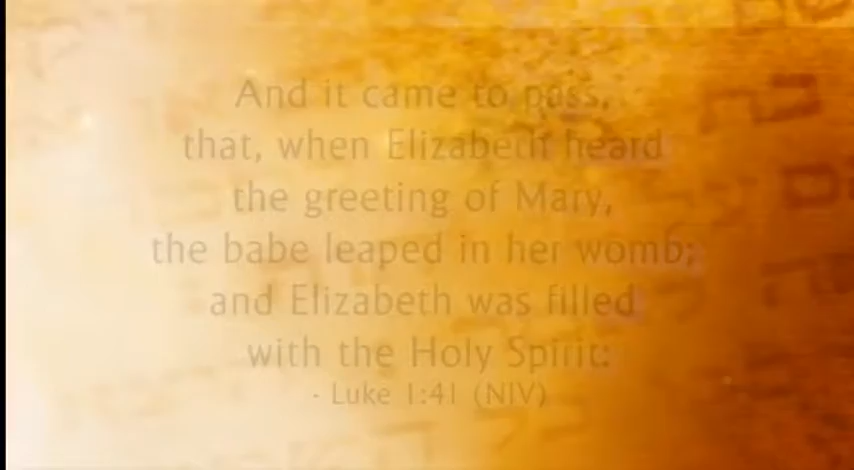 And it came to pass,
that, when Elizabeth heard
the greeting of Mary,
the babe leaped in her womb;
and Elizabeth was filled
with the Holy Spirit:
- Luke 1:41 (NIV)